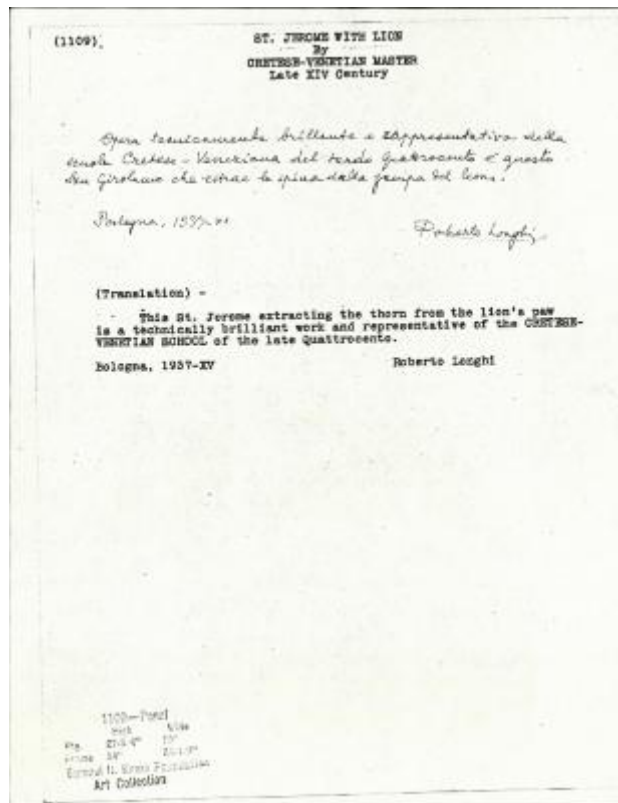 (1109)
ST. JEROME WITH LION
By
CRETESE-VENETIAN MASTER
Late XIV Century
Opera tecnicamente brillante e rappresentativa della
scuola Cretese-Veneziana del tardo Quattrocento è questo
San Girolamo che estrae la spina dalla zampa del leone.
Bologna, 1937-XV
Roberto Longhi
(Translation) -
This St. Jerome extracting the thorn from the lion's paw
is a technically brilliant work and representative of the CRETESE-
VENETIAN SCHOOL of the late Quattrocento.
Bologna, 1937-XV
Roberto Longhi
1109-Panel
High Wide
Frame
Samuel H. Kress Foundation
Art Collection